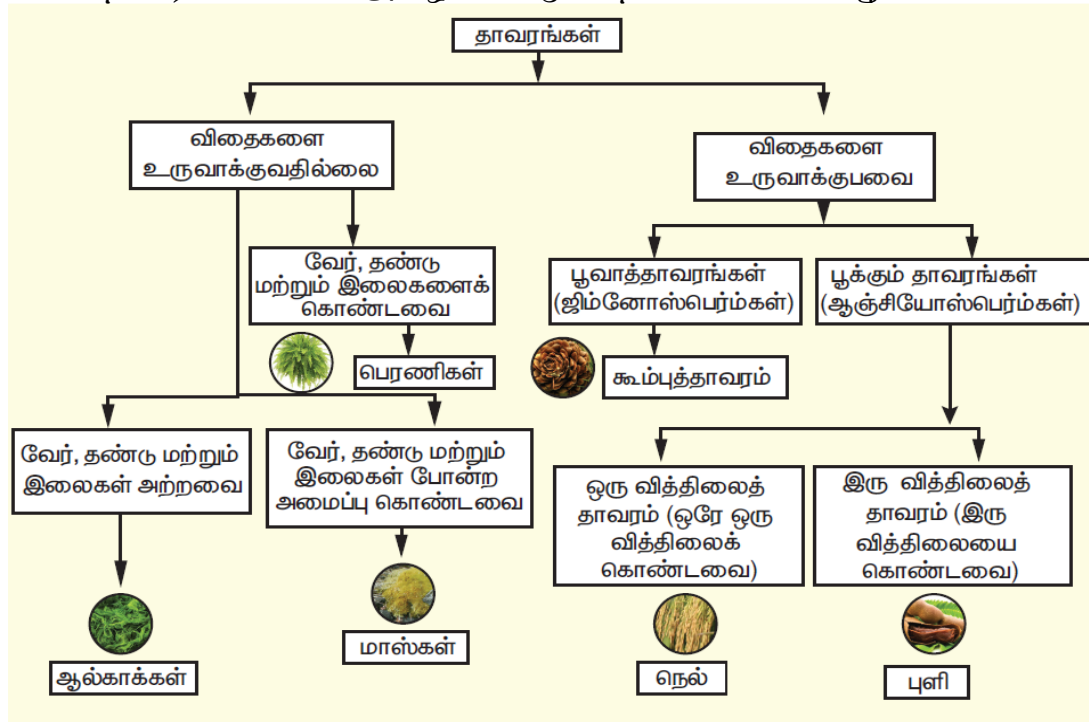 தாவரங்கள்
விதைகளை
உருவாக்குவதில்லை
விதைகளை
உருவாக்குபவை
வேர், தண்டு
மற்றும் இலைகளைக்
கொண்டவை
பூவாத்தாவரங்கள்
(ஜிம்னோஸ்பெர்ம்கள்)
பூக்கும் தாவரங்கள்
(ஆஞ்சியோஸ்பெர்ம்கள்)
பெரணிகள்
கூம்புத்தாவரம்
வேர், தண்டு மற்றும்
இலைகள் அற்றவை
வேர், தண்டு மற்றும்
இலைகள் போன்ற
அமைப்பு கொண்டவை
ஒரு வித்திலைத்
தாவரம் (ஒரே ஒரு
வித்திலைக்
கொண்டவை)
இரு வித்திலைத்
தாவரம் (இரு
வித்திலையை
கொண்டவை)
ஆல்காக்கள்
மாஸ்கள்
நெல்
புளி